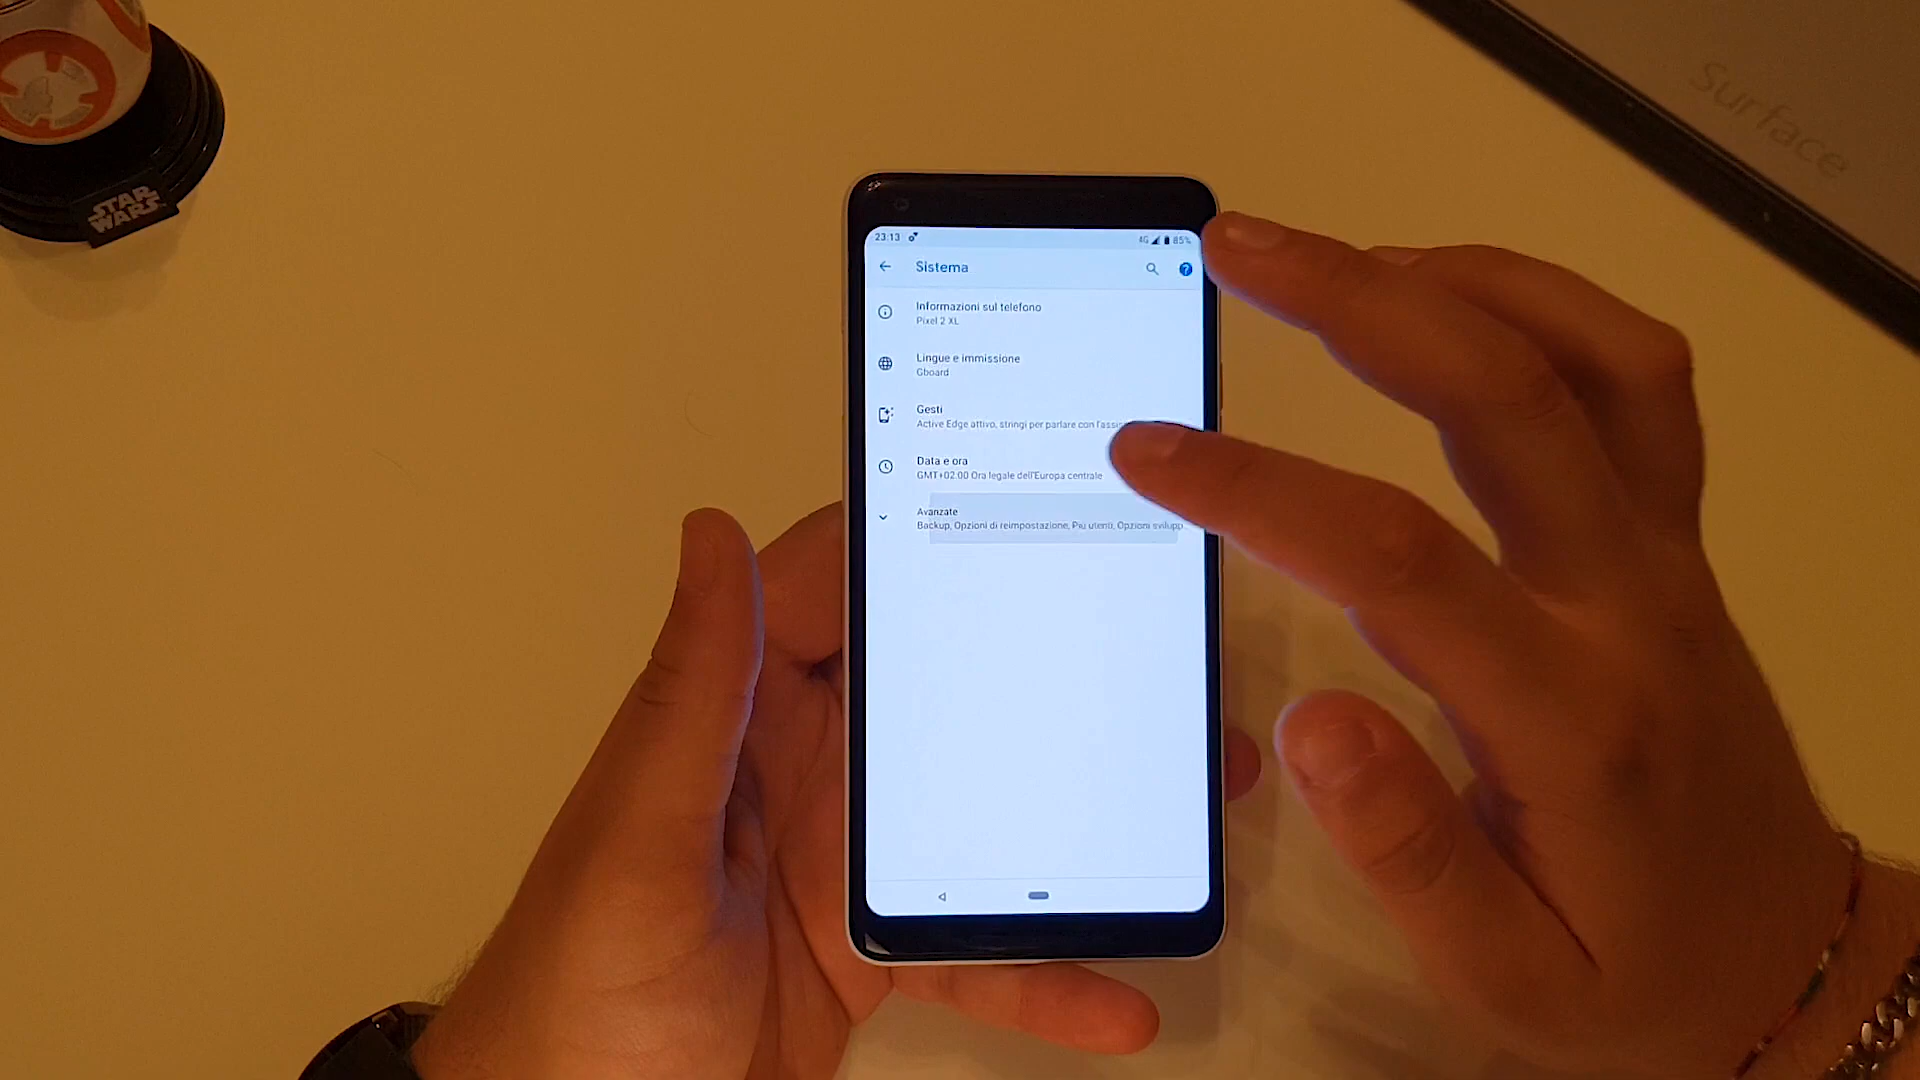 STAR
WARS
Surface
23:13
4G 85%
Sistema
Informazioni sul telefono
Pixel 2 XL
Lingue e immissione
Gboard
Gesti
Active Edge attivo, stringi per parlare con l'assis
Data e ora
GMT+02:00 Ora legale dell'Europa centrale
Avanzate
Backup, Opzioni di reimpostazione, Più utenti, Opzioni svilupp...